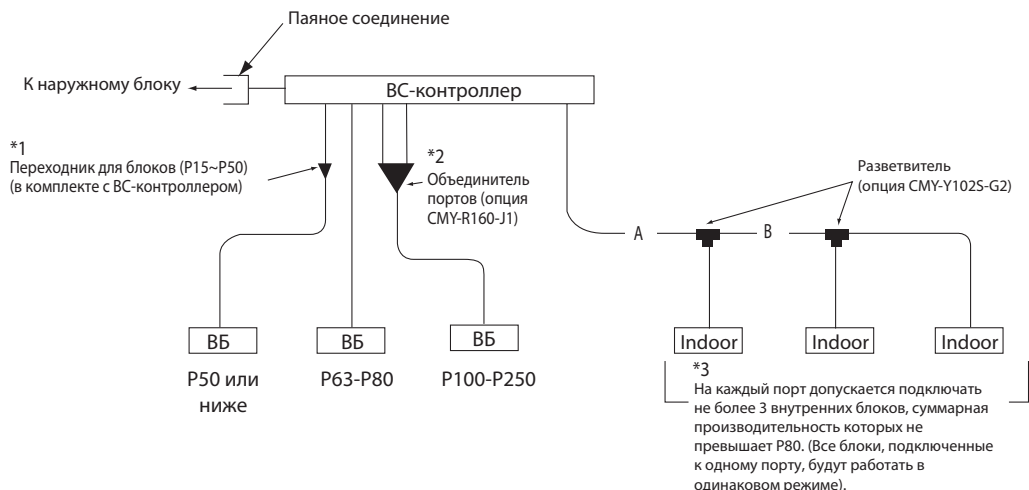 Паяное соединение
К наружному блоку
BC-контроллер
*1
Переходник для блоков (P15~P50)
(в комплекте с BC-контроллером)
*2
Объединитель
портов (опция
CMY-R160-J1)
Разветвитель
(опция CMY-Y102S-G2)
A
B
ВБ
ВБ
ВБ
Indoor
Indoor
Indoor
P50 или
ниже
P63-P80
P100-P250
*3
На каждый порт допускается подключать
не более 3 внутренних блоков, суммарная
производительность которых не
превышает P80. (Все блоки, подключенные
к одному порту, будут работать в
одинаковом режиме).